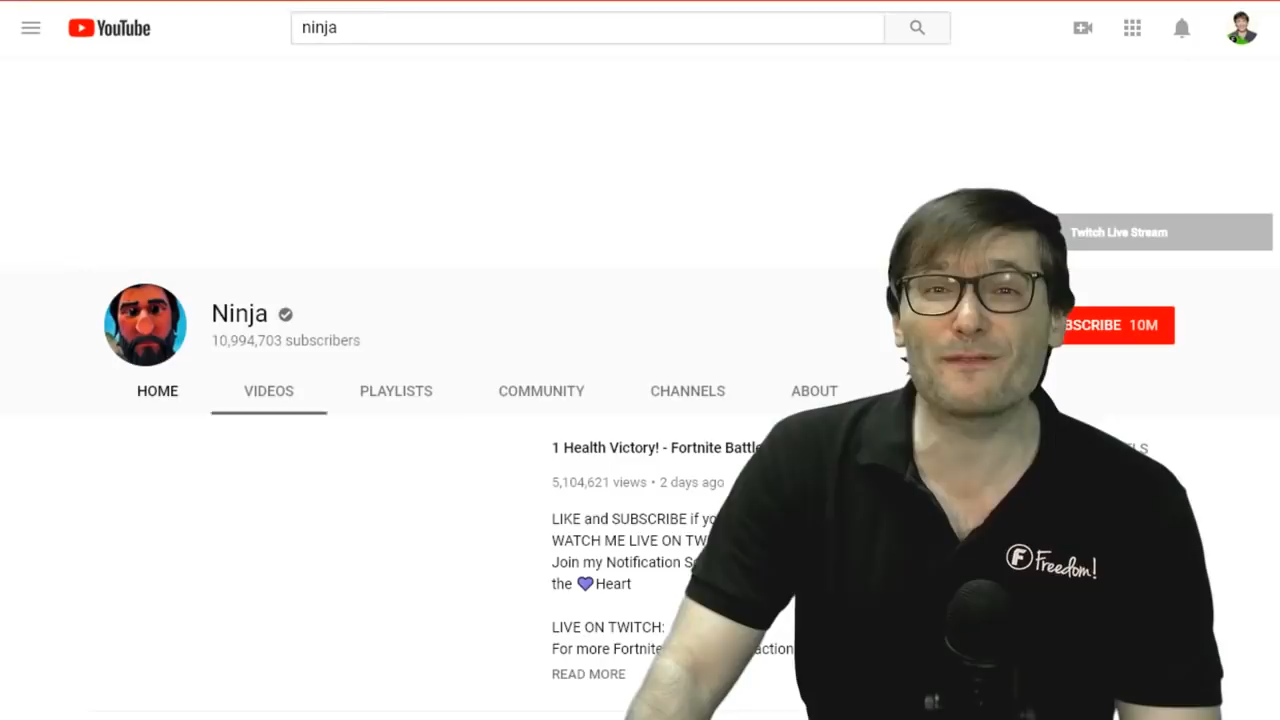 YouTube
ninja
Twitch Live Stream
Ninja
10,994,703 subscribers
BSCRIBE 10M
HOME
VIDEOS
PLAYLISTS
COMMUNITY
CHANNELS
ABOUT
1 Health Victory! - Fortnite Battle
5,104,621 views • 2 days ago
LIKE and SUBSCRIBE if yo
WATCH ME LIVE ON TW
Join my Notification S
the 💜Heart
LIVE ON TWITCH:
For more Fortnite action
READ MORE
F Freedom!